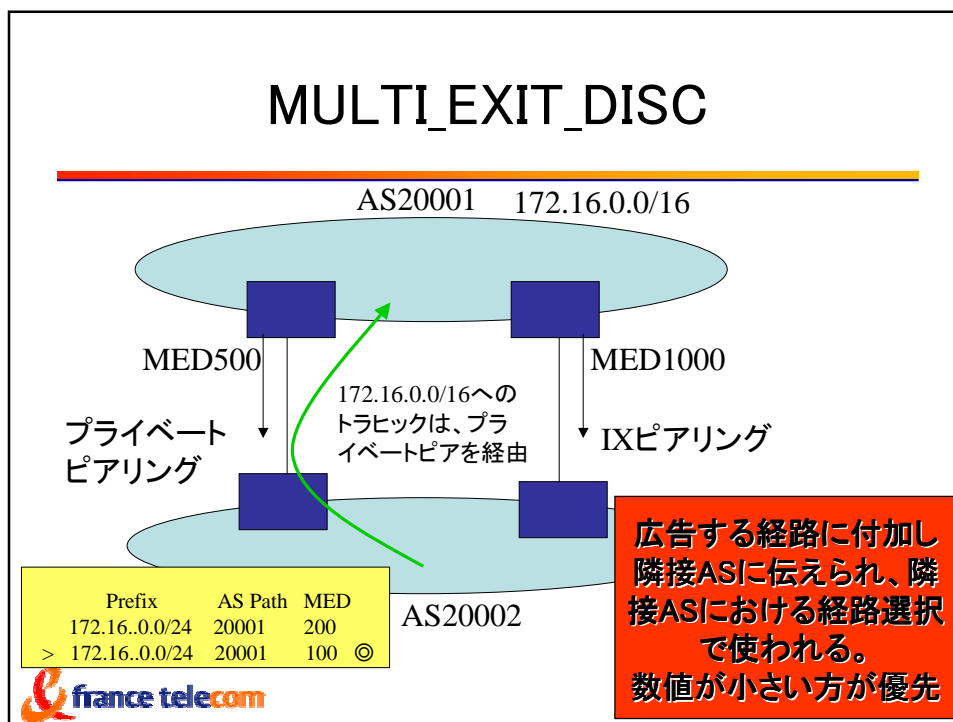 MULTI_EXIT_DISC
AS20001 172.16.0.0/16
MED500
MED1000
172.16.0.0/16への
トラヒックは、プラ
イベートピアを経由
プライベート
ピアリング
IXピアリング
広告する経路に付加し
隣接ASに伝えられ、隣
接ASにおける経路選択
で使われる。
数値が小さい方が優先
AS20002
Prefix AS Path MED
172.16..0.0/24 20001 200
> 172.16..0.0/24 20001 100 ◎
france telecom